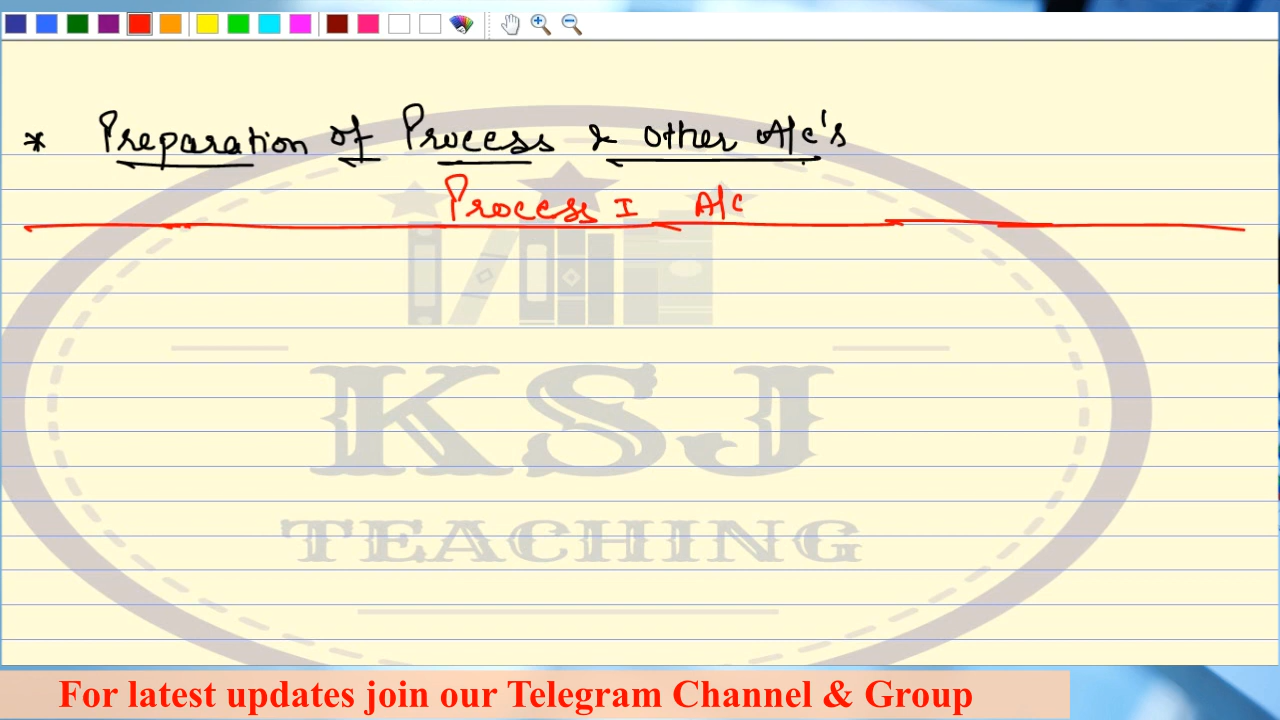 * Preparation of Process & other A/c's
Process I A/c
KSJ
TEACHING
For latest updates join our Telegram Channel & Group